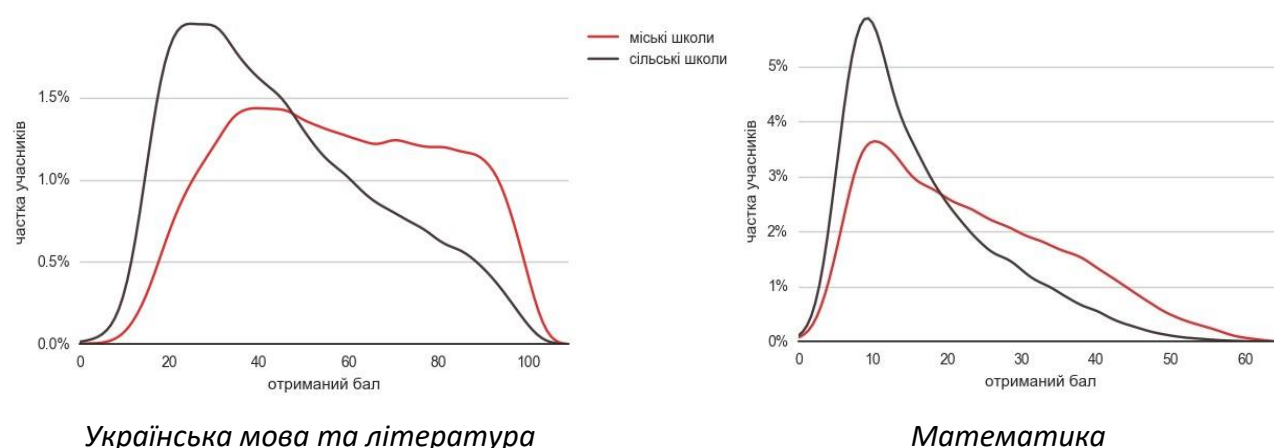 міські школи
сільські школи
частка учасників
1.5%
1.0%
0.5%
0.0%
0 20 40 60 80 100
отриманий бал
Українська мова та література
частка учасників
5%
4%
3%
2%
1%
0%
0 10 20 30 40 50 60
отриманий бал
Математика